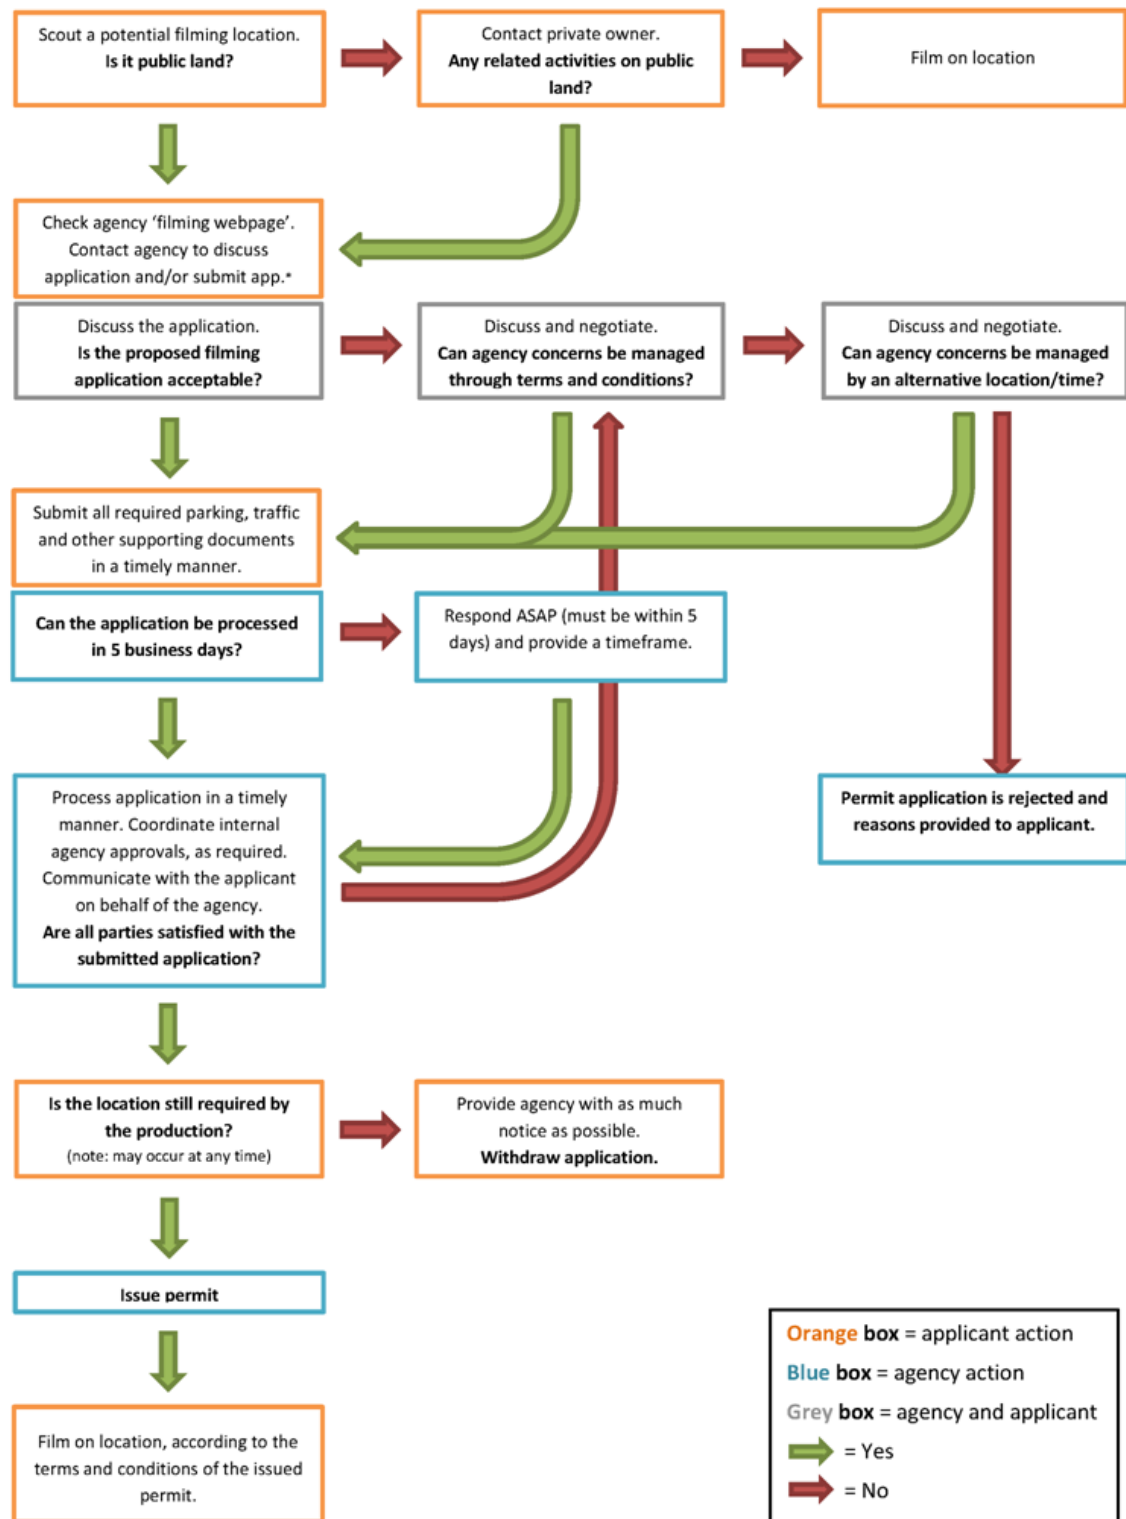 Scout a potential filming location.
Is it public land?
Contact private owner.
Any related activities on public
land?
Film on location
Check agency ‘filming webpage’.
Contact agency to discuss
application and/or submit app.*
Discuss the application.
Is the proposed filming
application acceptable?
Discuss and negotiate.
Can agency concerns be managed
through terms and conditions?
Discuss and negotiate.
Can agency concerns be managed
by an alternative location/time?
Submit all required parking, traffic
and other supporting documents
in a timely manner.
Can the application be processed
in 5 business days?
Respond ASAP (must be within 5
days) and provide a timeframe.
Process application in a timely
manner. Coordinate internal
agency approvals, as required.
Communicate with the applicant
on behalf of the agency.
Are all parties satisfied with the
submitted application?
Permit application is rejected and
reasons provided to applicant.
Is the location still required by
the production?
(note: may occur at any time)
Provide agency with as much
notice as possible.
Withdraw application.
Issue permit
Film on location, according to the
terms and conditions of the issued
permit.
Orange box = applicant action
Blue box = agency action
Grey box = agency and applicant
= Yes
= No